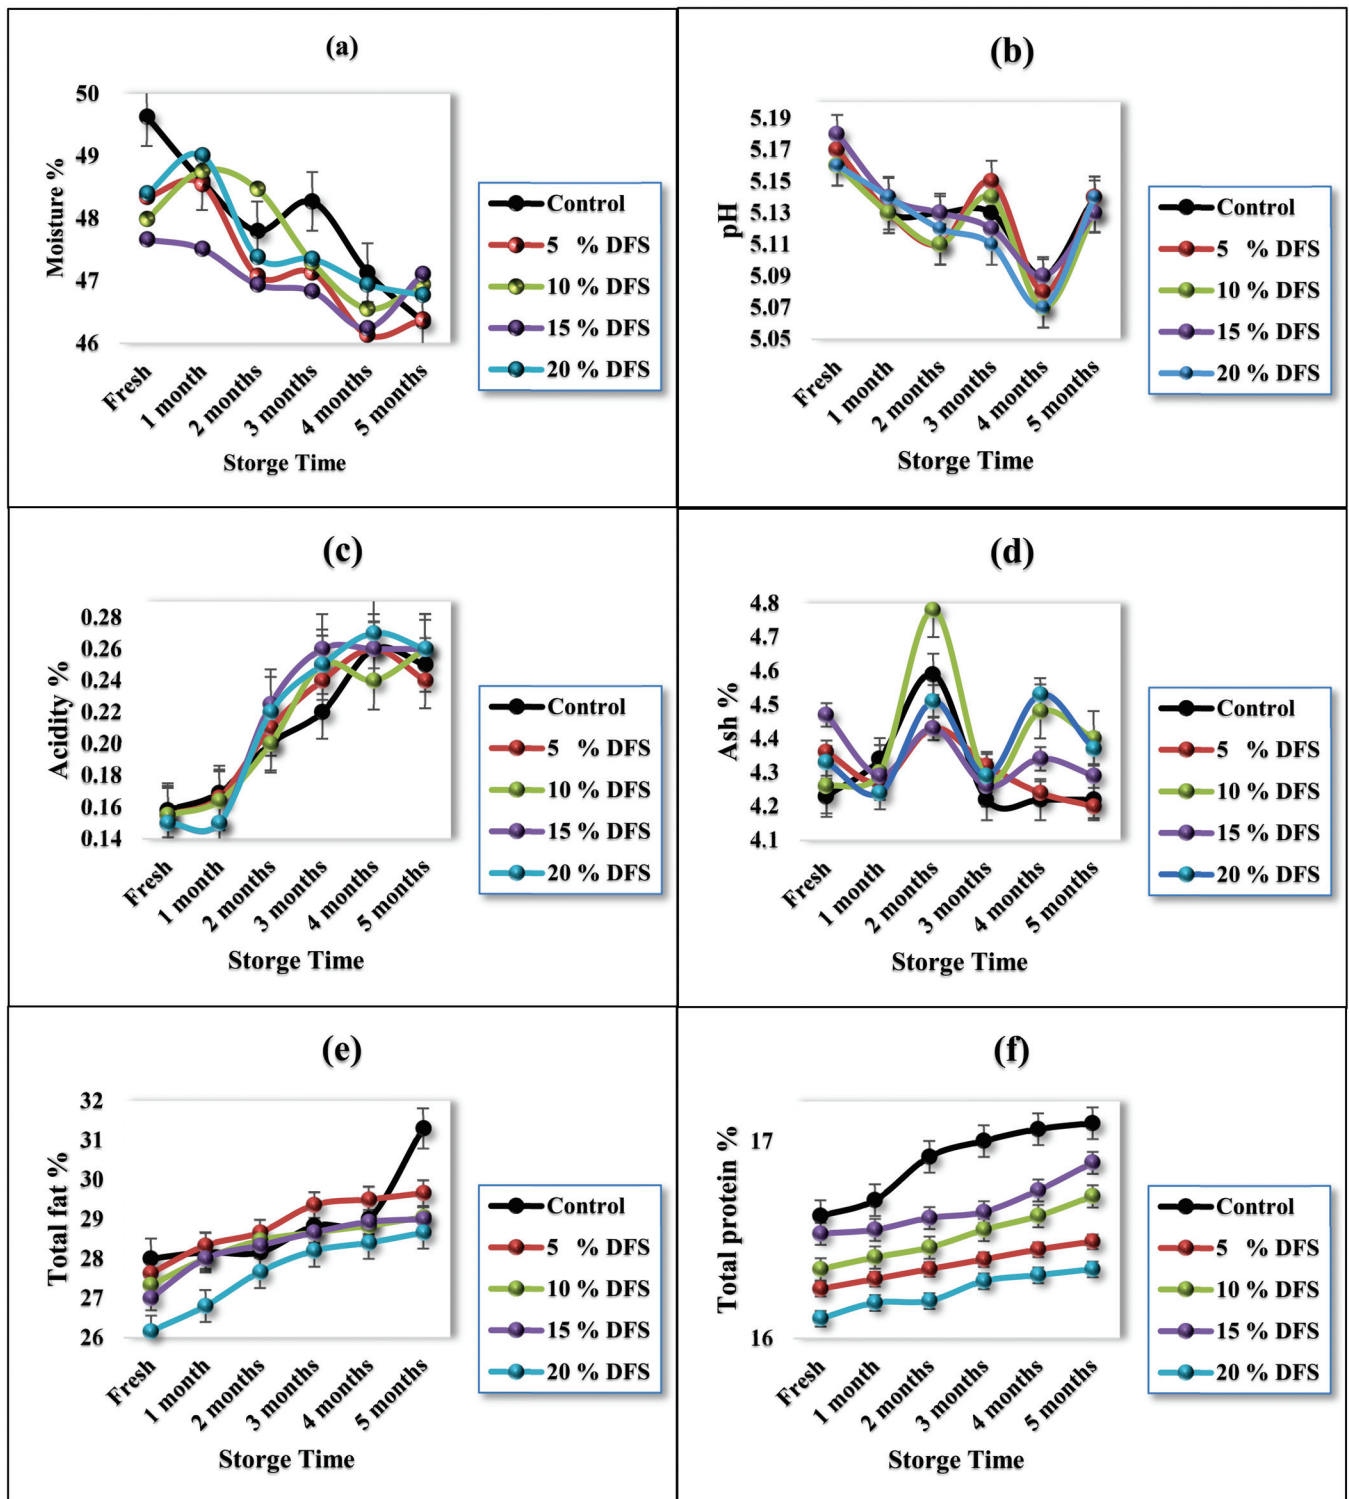 (a)
50
49
48
47
46
Moisture %
Fresh
1 month
2 months
3 months
4 months
5 months
Storge Time
Control
5 % DFS
10 % DFS
15 % DFS
20 % DFS
(b)
5.19
5.17
5.15
5.13
5.11
5.09
5.07
5.05
pH
Fresh
1 month
2 months
3 months
4 months
5 months
Storge Time
Control
5 % DFS
10 % DFS
15 % DFS
20 % DFS
(c)
0.28
0.26
0.24
0.22
0.20
0.18
0.16
0.14
Acidity %
Fresh
1 month
2 months
3 months
4 months
5 months
Storge Time
Control
5 % DFS
10 % DFS
15 % DFS
20 % DFS
(d)
4.8
4.7
4.6
4.5
4.4
4.3
4.2
4.1
Ash %
Fresh
1 month
2 months
3 months
4 months
5 months
Storge Time
Control
5 % DFS
10 % DFS
15 % DFS
20 % DFS
(e)
32
31
30
29
28
27
26
Total fat %
Fresh
1 month
2 months
3 months
4 months
5 months
Storge Time
Control
5 % DFS
10 % DFS
15 % DFS
20 % DFS
(f)
17
16
Total protein %
Fresh
1 month
2 months
3 months
4 months
5 months
Storge Time
Control
5 % DFS
10 % DFS
15 % DFS
20 % DFS